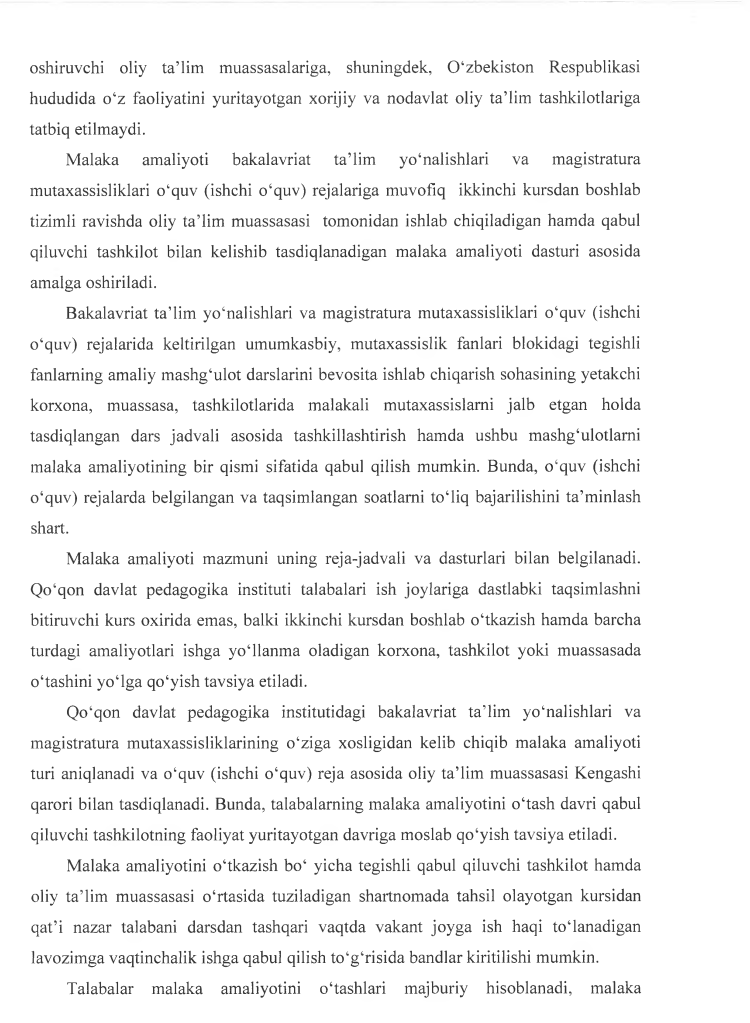 oshiruvchi oliy ta’lim muassasalariga, shuningdek, O‘zbekiston Respublikasi
hududida o‘z faoliyatini yuritayotgan xorijiy va nodavlat oliy ta’lim tashkilotlariga
tatbiq etilmaydi.
Malaka amaliyoti bakalavriat ta’lim yo‘nalishlari va magistratura
mutaxassisliklari o‘quv (ishchi o‘quv) rejalariga muvofiq ikkinchi kursdan boshlab
tizimli ravishda oliy ta’lim muassasasi tomonidan ishlab chiqiladigan hamda qabul
qiluvchi tashkilot bilan kelishib tasdiqlanadigan malaka amaliyoti dasturi asosida
amalga oshiriladi.
Bakalavriat ta’lim yo‘nalishlari va magistratura mutaxassisliklari o‘quv (ishchi
o‘quv) rejalarida keltirilgan umumkasbiy, mutaxassislik fanlari blokidagi tegishli
fanlarning amaliy mashg‘ulot darslarini bevosita ishlab chiqarish sohasining yetakchi
korxona, muassasa, tashkilotlarida malakali mutaxassislarni jalb etgan holda
tasdiqlangan dars jadvali asosida tashkillashtirish hamda ushbu mashg‘ulotlarni
malaka amaliyotining bir qismi sifatida qabul qilish mumkin. Bunda, o‘quv (ishchi
o‘quv) rejalarda belgilangan va taqsimlangan soatlarni to‘liq bajarilishini ta’minlash
shart.
Malaka amaliyoti mazmuni uning reja-jadvali va dasturlari bilan belgilanadi.
Qo‘qon davlat pedagogika instituti talabalari ish joylariga dastlabki taqsimlashni
bitiruvchi kurs oxirida emas, balki ikkinchi kursdan boshlab o‘tkazish hamda barcha
turdagi amaliyotlari ishga yo‘llanma oladigan korxona, tashkilot yoki muassasada
o‘tashini yo‘lga qo‘yish tavsiya etiladi.
Qo‘qon davlat pedagogika institutidagi bakalavriat ta’lim yo‘nalishlari va
magistratura mutaxassisliklarining o‘ziga xosligidan kelib chiqib malaka amaliyoti
turi aniqlanadi va o‘quv (ishchi o‘quv) reja asosida oliy ta’lim muassasasi Kengashi
qarori bilan tasdiqlanadi. Bunda, talabalarning malaka amaliyotini o‘tash davri qabul
qiluvchi tashkilotning faoliyat yuritayotgan davriga moslab qo‘yish tavsiya etiladi.
Malaka amaliyotini o‘tkazish bo‘ yicha tegishli qabul qiluvchi tashkilot hamda
oliy ta’lim muassasasi o‘rtasida tuziladigan shartnomada tahsil olayotgan kursidan
qat’i nazar talabani darsdan tashqari vaqtda vakant joyga ish haqi to‘lanadigan
lavozimga vaqtinchalik ishga qabul qilish to‘g‘risida bandlar kiritilishi mumkin.
Talabalar malaka amaliyotini o‘tashlari majburiy hisoblanadi, malaka